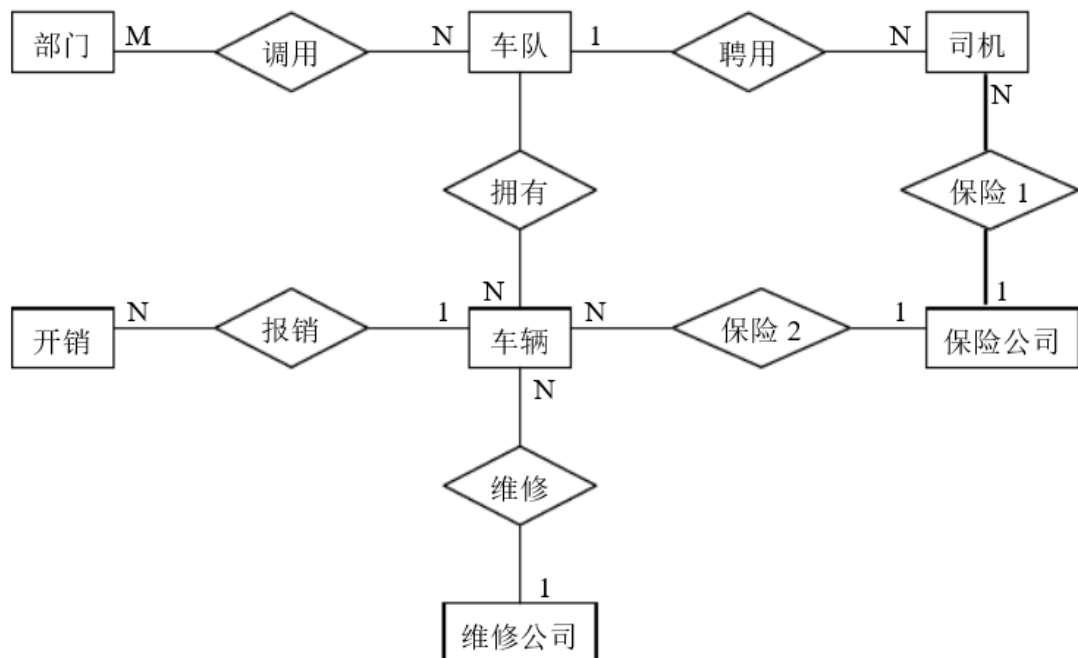 部门 M 调用 N 车队 1 聘用 N 司机
N
拥有 保险 1
N 1
开销 N 报销 1 车辆 N 保险 2 1 保险公司
N
维修
1
维修公司